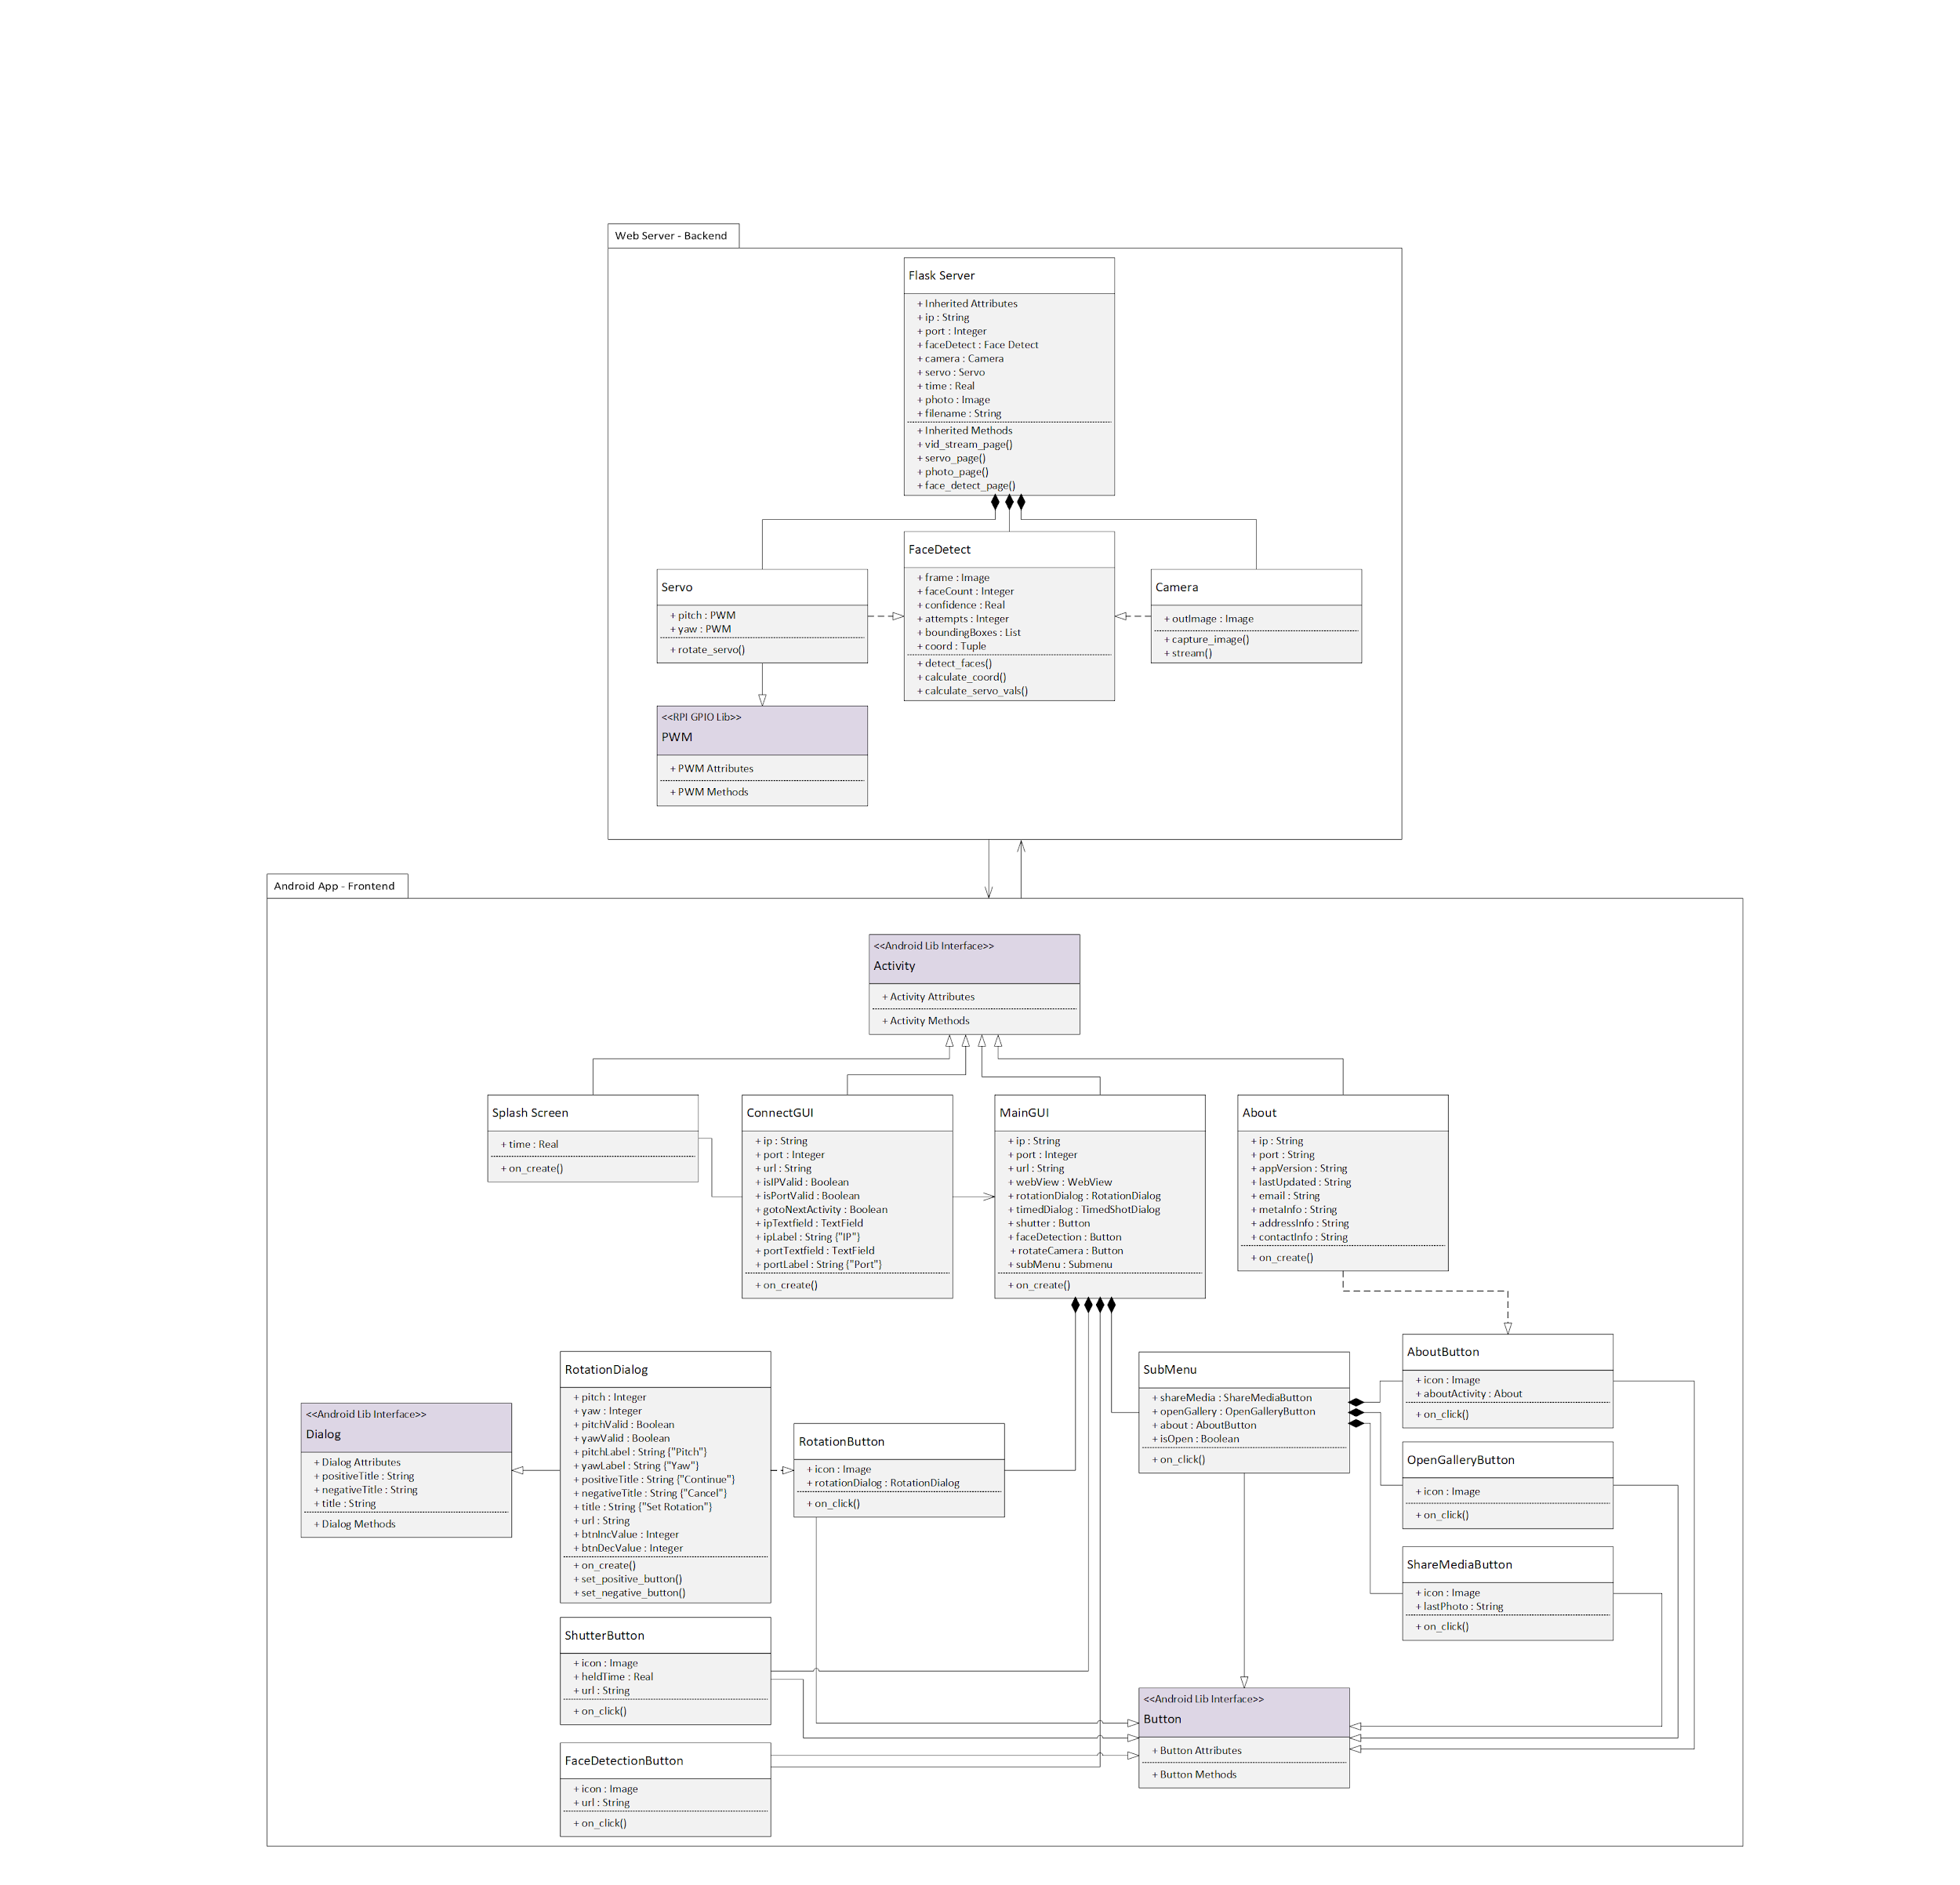 Web Server - Backend
Flask Server
+ Inherited Attributes
+ ip : String
+ port : Integer
+ faceDetect : Face Detect
+ camera : Camera
+ servo : Servo
+ time : Real
+ photo : Image
+ filename : String
+ Inherited Methods
+ vid_stream_page()
+ servo_page()
+ photo_page()
+ face_detect_page()
Servo
+ pitch : PWM
+ yaw : PWM
+ rotate_servo()
FaceDetect
+ frame : Image
+ faceCount : Integer
+ confidence : Real
+ attempts : Integer
+ boundingBoxes : List
+ coord : Tuple
+ detect_faces()
+ calculate_coord()
+ calculate_servo_vals()
Camera
+ outImage : Image
+ capture_image()
+ stream()
<<RPI GPIO Lib>>
PWM
+ PWM Attributes
+ PWM Methods
Android App - Frontend
<<Android Lib Interface>>
Activity
+ Activity Attributes
+ Activity Methods
Splash Screen
+ time : Real
+ on_create()
ConnectGUI
+ ip : String
+ port : Integer
+ url : String
+ isIPValid : Boolean
+ isPortValid : Boolean
+ gotoNextActivity : Boolean
+ ipTextfield : TextField
+ ipLabel : String {"IP"}
+ portTextfield : TextField
+ portLabel : String {"Port"}
+ on_create()
MainGUI
+ ip : String
+ port : Integer
+ url : String
+ webView : WebView
+ rotationDialog : RotationDialog
+ timedDialog : TimedShotDialog
+ shutter : Button
+ faceDetection : Button
+ rotateCamera : Button
+ subMenu : Submenu
+ on_create()
About
+ ip : String
+ port : String
+ appVersion : String
+ lastUpdated : String
+ email : String
+ metaInfo : String
+ addressInfo : String
+ contactInfo : String
+ on_create()
<<Android Lib Interface>>
Dialog
+ Dialog Attributes
+ positiveTitle : String
+ negativeTitle : String
+ title : String
+ Dialog Methods
RotationDialog
+ pitch : Integer
+ yaw : Integer
+ pitchValid : Boolean
+ yawValid : Boolean
+ pitchLabel : String {"Pitch"}
+ yawLabel : String {"Yaw"}
+ positiveTitle : String {"Continue"}
+ negativeTitle : String {"Cancel"}
+ title : String {"Set Rotation"}
+ url : String
+ btnIncValue : Integer
+ btnDecValue : Integer
+ on_create()
+ set_positive_button()
+ set_negative_button()
RotationButton
+ icon : Image
+ rotationDialog : RotationDialog
+ on_click()
SubMenu
+ shareMedia : ShareMediaButton
+ openGallery : OpenGalleryButton
+ about : AboutButton
+ isOpen : Boolean
+ on_click()
AboutButton
+ icon : Image
+ aboutActivity : About
+ on_click()
OpenGalleryButton
+ icon : Image
+ on_click()
ShareMediaButton
+ icon : Image
+ lastPhoto : String
+ on_click()
ShutterButton
+ icon : Image
+ heldTime : Real
+ url : String
+ on_click()
FaceDetectionButton
+ icon : Image
+ url : String
+ on_click()
<<Android Lib Interface>>
Button
+ Button Attributes
+ Button Methods